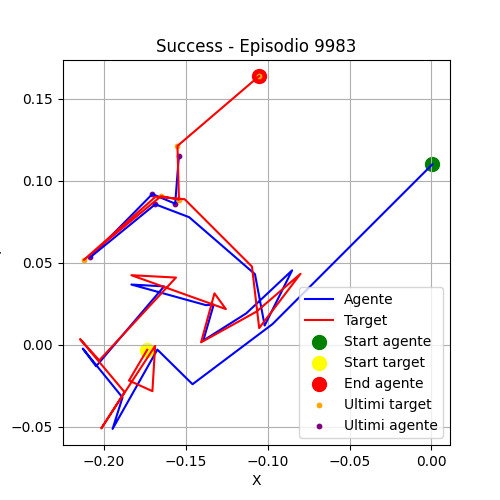 Success - Episodio 9983
0.15
0.10
0.05
0.00
−0.05
−0.20
−0.15
−0.10
−0.05
0.00
X
Agente
Target
Start agente
Start target
End agente
Ultimi target
Ultimi agente